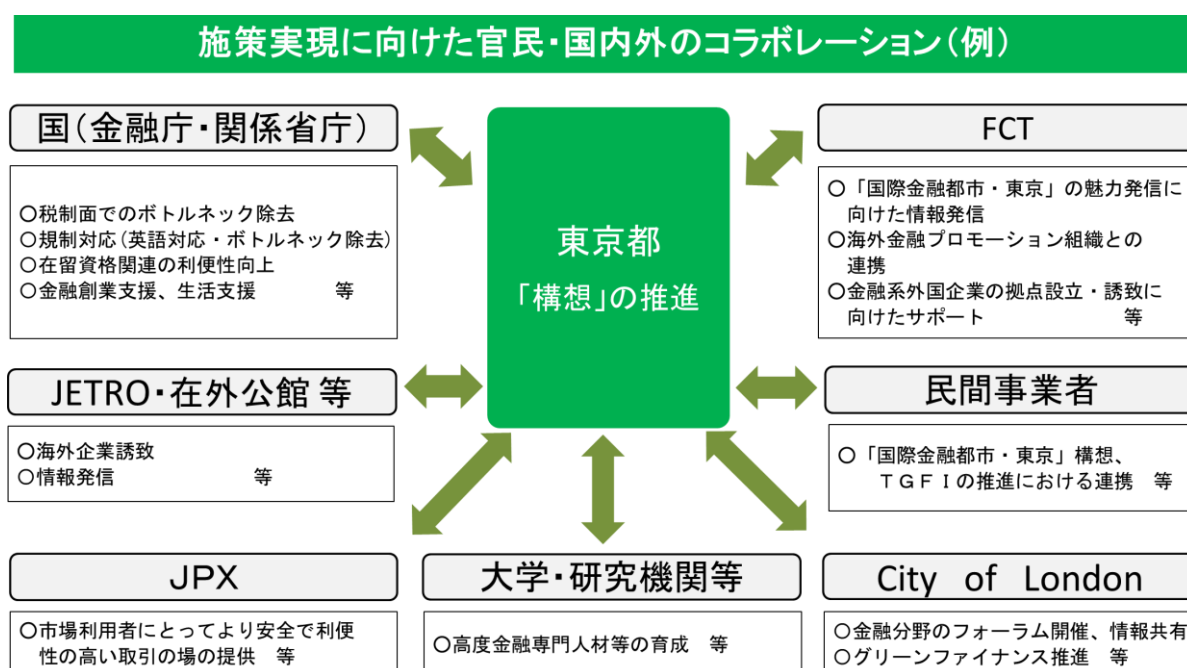 施策実現に向けた官民・国内外のコラボレーション（例）
国（金融庁・関係省庁）
○税制面でのボトルネック除去
○規制対応(英語対応・ボトルネック除去)
○在留資格関連の利便性向上
○金融創業支援、生活支援　等
東京都
「構想」の推進
FCT
○「国際金融都市・東京」の魅力発信に
向けた情報発信
○海外金融プロモーション組織との
連携
○金融系外国企業の拠点設立・誘致に
向けたサポート　等
JETRO・在外公館 等
○海外企業誘致
○情報発信　等
民間事業者
○「国際金融都市・東京」構想、
ＴＧＦＩの推進における連携　等
JPX
○市場利用者にとってより安全で利便
性の高い取引の場の提供　等
大学・研究機関等
○高度金融専門人材等の育成　等
City of London
○金融分野のフォーラム開催、情報共有
○グリーンファイナンス推進　等